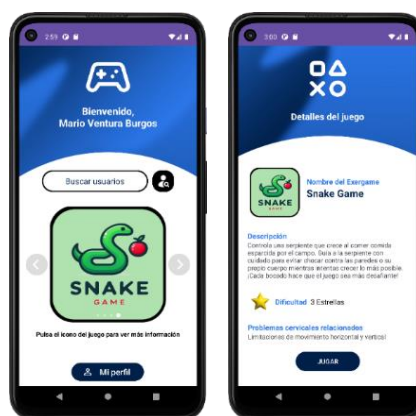 2:59
Bienvenido,
Mario Ventura Burgos
Buscar usuarios
SNAKE
GAME
Pulsa el icono del juego para ver más información
Mi perfil
3:03
Detalles del juego
SNAKE
GAME
Nombre del Exergame
Snake Game
Descripción
Controla una serpiente que crece al comer comida
esparcida por el campo. Guía a la serpiente con
cuidado para evitar chocar contra las paredes o su
propio cuerpo mientras intentas crecer lo más posible.
¡Cada bocado hace que el juego sea más desafiante!
Dificultad 3 Estrellas
Problemas cervicales relacionados
Limitaciones de movimiento horizontal y vertical
JUGAR